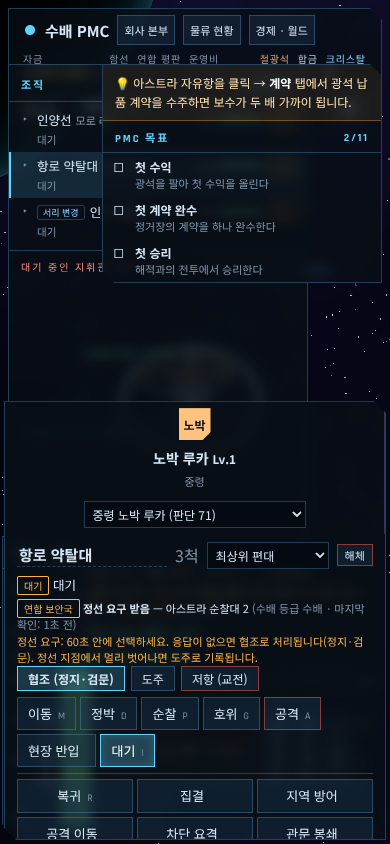 수배 PMC 회사 본부 물류 현황 경제 · 월드
자금 함선 연합 평판 운영비 철광석 합금 크리스탈
조직
💡 아스트라 자유항을 클릭 → 계약 탭에서 광석 납
품 계약을 수주하면 보수가 두 배 가까이 됩니다.
PMC 목표 2/11
인양선 모로
대기
항로 약탈대
대기
서리 변경 인
대기
대기 중인 지휘관
☐ 첫 수익
광석을 팔아 첫 수익을 올린다
☐ 첫 계약 완수
정거장의 계약을 하나 완수한다
☐ 첫 승리
해적과의 전투에서 승리한다
노박
노박 루카 Lv.1
중령
중령 노박 루카 (판단 71)
항로 약탈대 3척 최상위 편대 해체
대기 대기
연합 보안국 정선 요구 받음 — 아스트라 순찰대 2 (수배 등급 수배 · 마지막
확인: 1초 전)
정선 요구: 60초 안에 선택하세요. 응답이 없으면 협조로 처리됩니다(정지·검
문). 정선 지점에서 멀리 벗어나면 도주로 기록됩니다.
협조 (정지·검문) 도주 저항 (교전)
이동 M 정박 D 순찰 P 호위 G 공격 A
현장 반입 대기 I
복귀 R 집결 지역 방어
공격 이동 차단 요격 관문 봉쇄